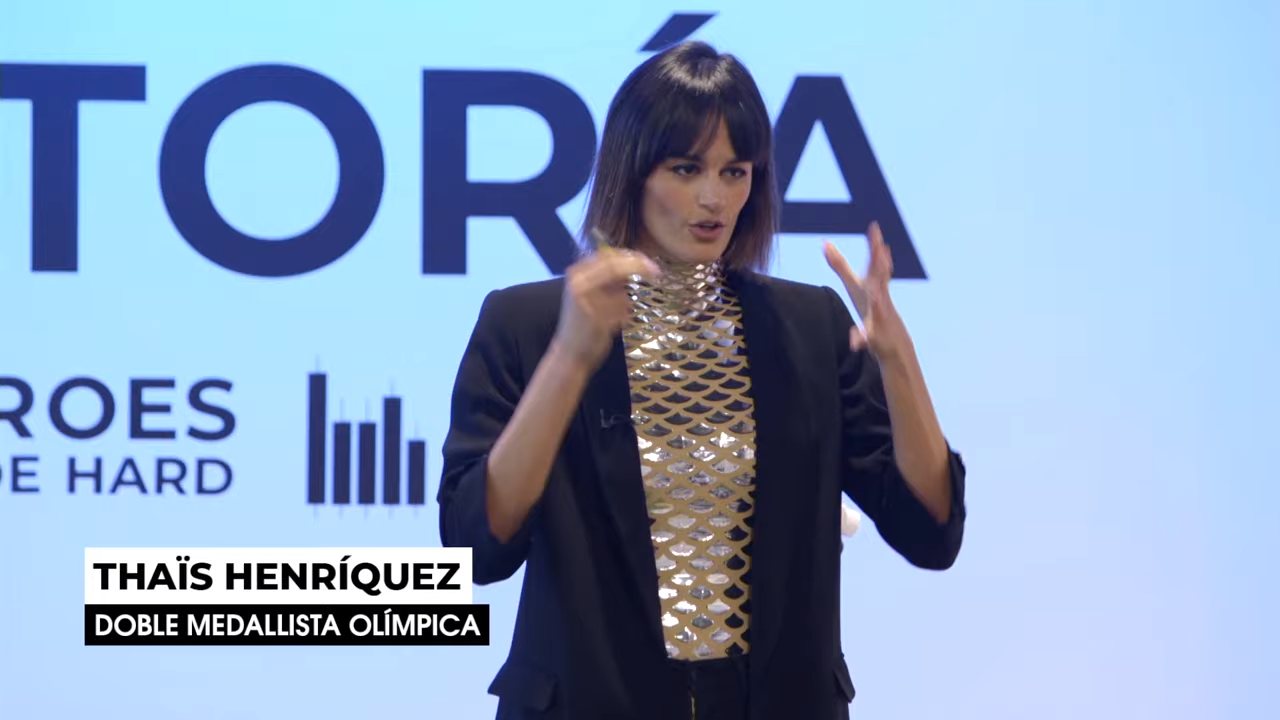 TORÍA
ROES
DE HARD
THAÏS HENRÍQUEZ
DOBLE MEDALLISTA OLÍMPICA